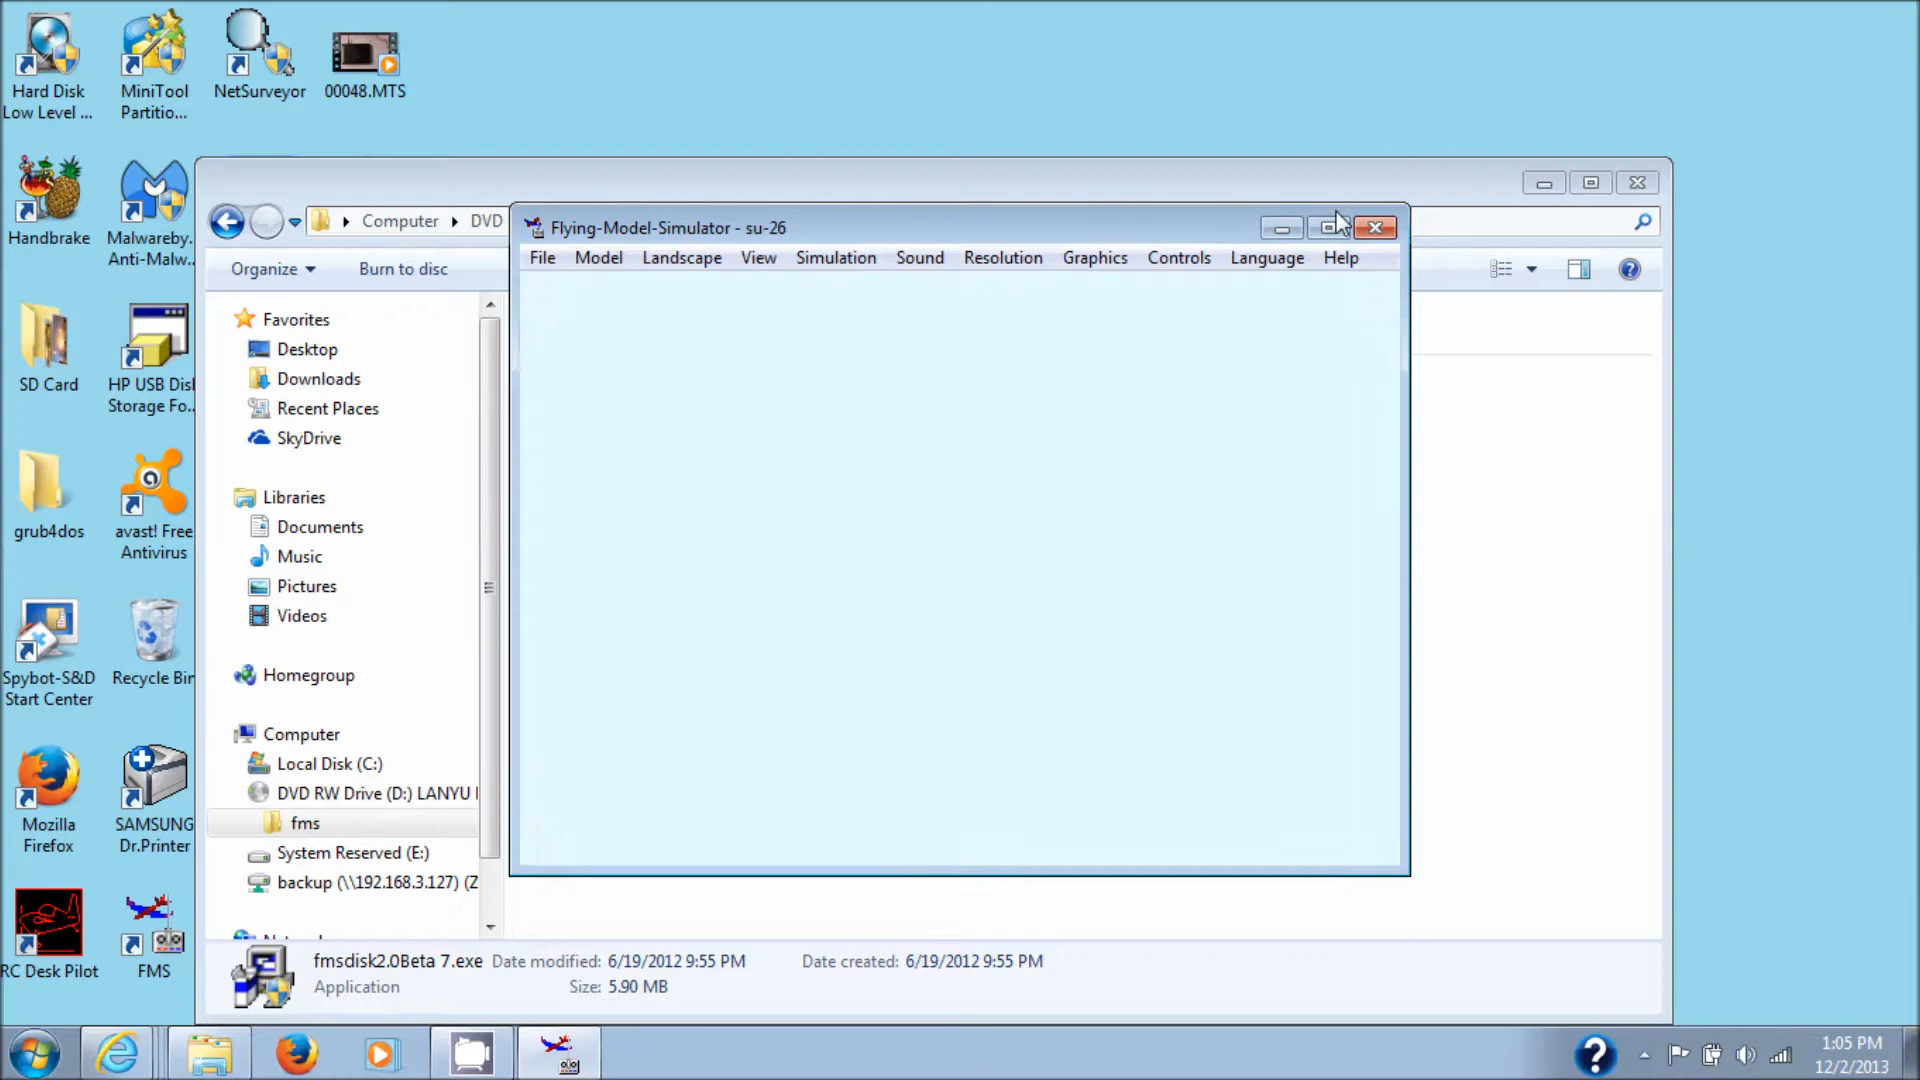 Hard Disk
Low Level ...
MiniTool
Partitio...
NetSurveyor
00048.MTS
Handbrake
Malwareby.
Anti-Malw.
SD Card
HP USB Disk
Storage Fo..
grub4dos
avast! Free
Antivirus
Spybot-S&D
Start Center
Recycle Bin
Mozilla
Firefox
SAMSUNG
Dr.Printer
RC Desk Pilot
FMS
Computer
DVD
Organize
Burn to disc
Favorites
Desktop
Downloads
Recent Places
SkyDrive
Libraries
Documents
Music
Pictures
Videos
Homegroup
Computer
Local Disk (C:)
DVD RW Drive (D:) LANYU
fms
System Reserved (E:)
backup (\\192.168.3.127) (Z
Flying-Model-Simulator - su-26
File Model Landscape View Simulation Sound Resolution Graphics Controls Language Help
fmsdisk2.0Beta 7.exe Date modified: 6/19/2012 9:55 PM Date created: 6/19/2012 9:55 PM
Application Size: 5.90 MB
1:05 PM
12/2/2013